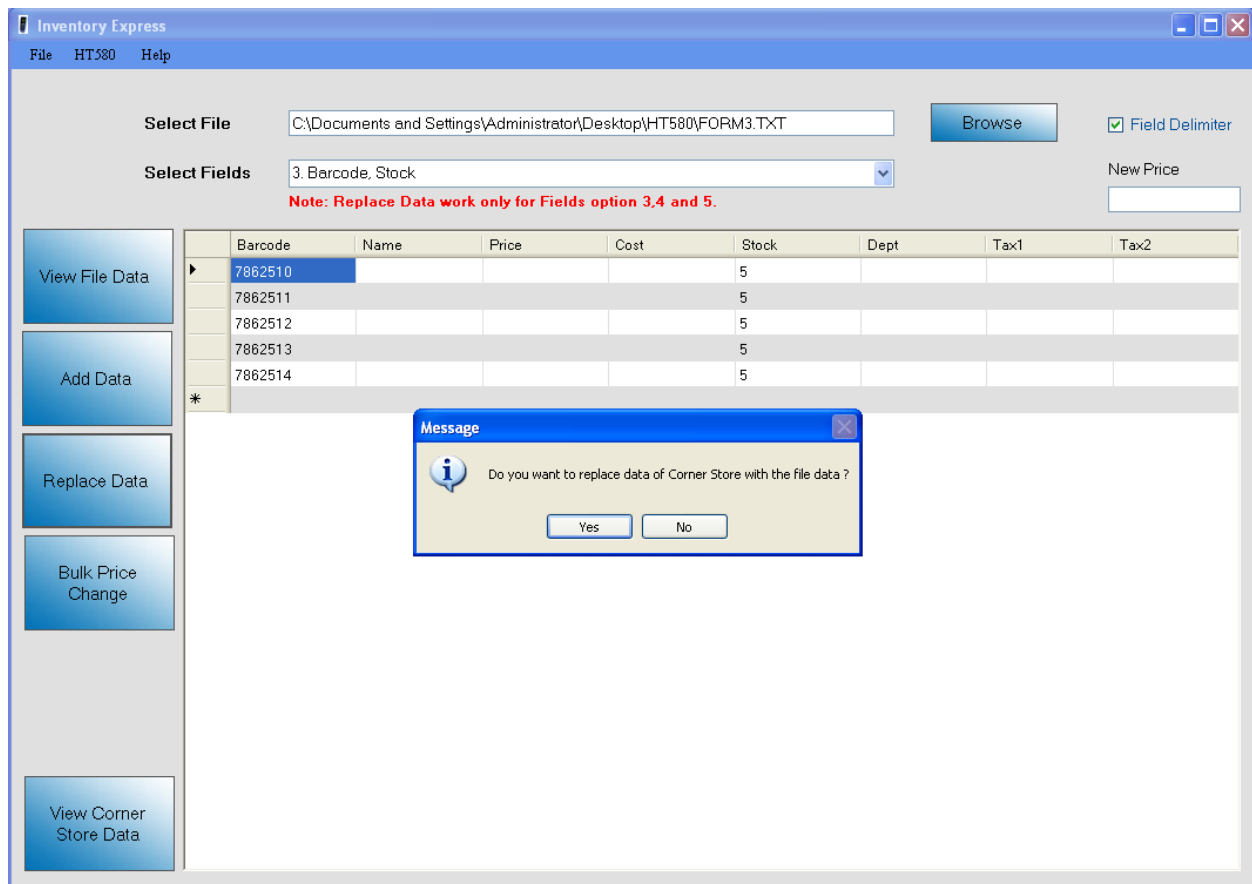 Inventory Express
File HT580 Help
Select File C:\Documents and Settings\Administrator\Desktop\HT580\FORM3.TXT Browse Field Delimiter
Select Fields 3. Barcode, Stock New Price
Note: Replace Data work only for Fields option 3,4 and 5.
View File Data
Add Data
Replace Data
Bulk Price
Change
View Corner
Store Data
Barcode Name Price Cost Stock Dept Tax1 Tax2
7862510 5
7862511 5
7862512 5
7862513 5
7862514 5
Message
Do you want to replace data of Corner Store with the file data ?
Yes No